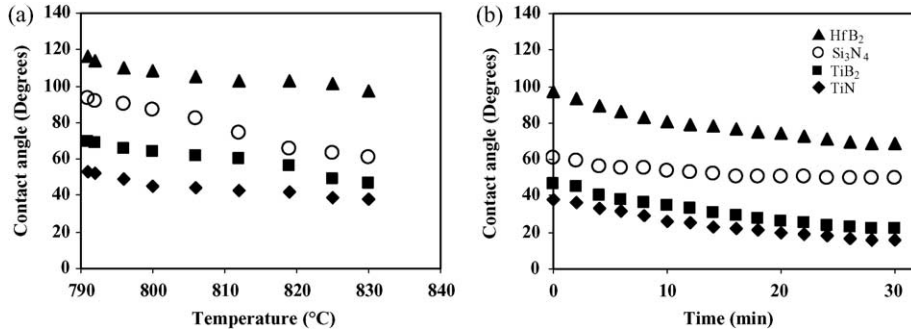 (a)
140
120
100
80
60
40
20
0
Contact angle (Degrees)
790 800 810 820 830 840
Temperature (°C)
(b)
140
120
100
80
60
40
20
0
Contact angle (Degrees)
HfB₂
Si₃N₄
TiB₂
TiN
0 10 20 30
Time (min)